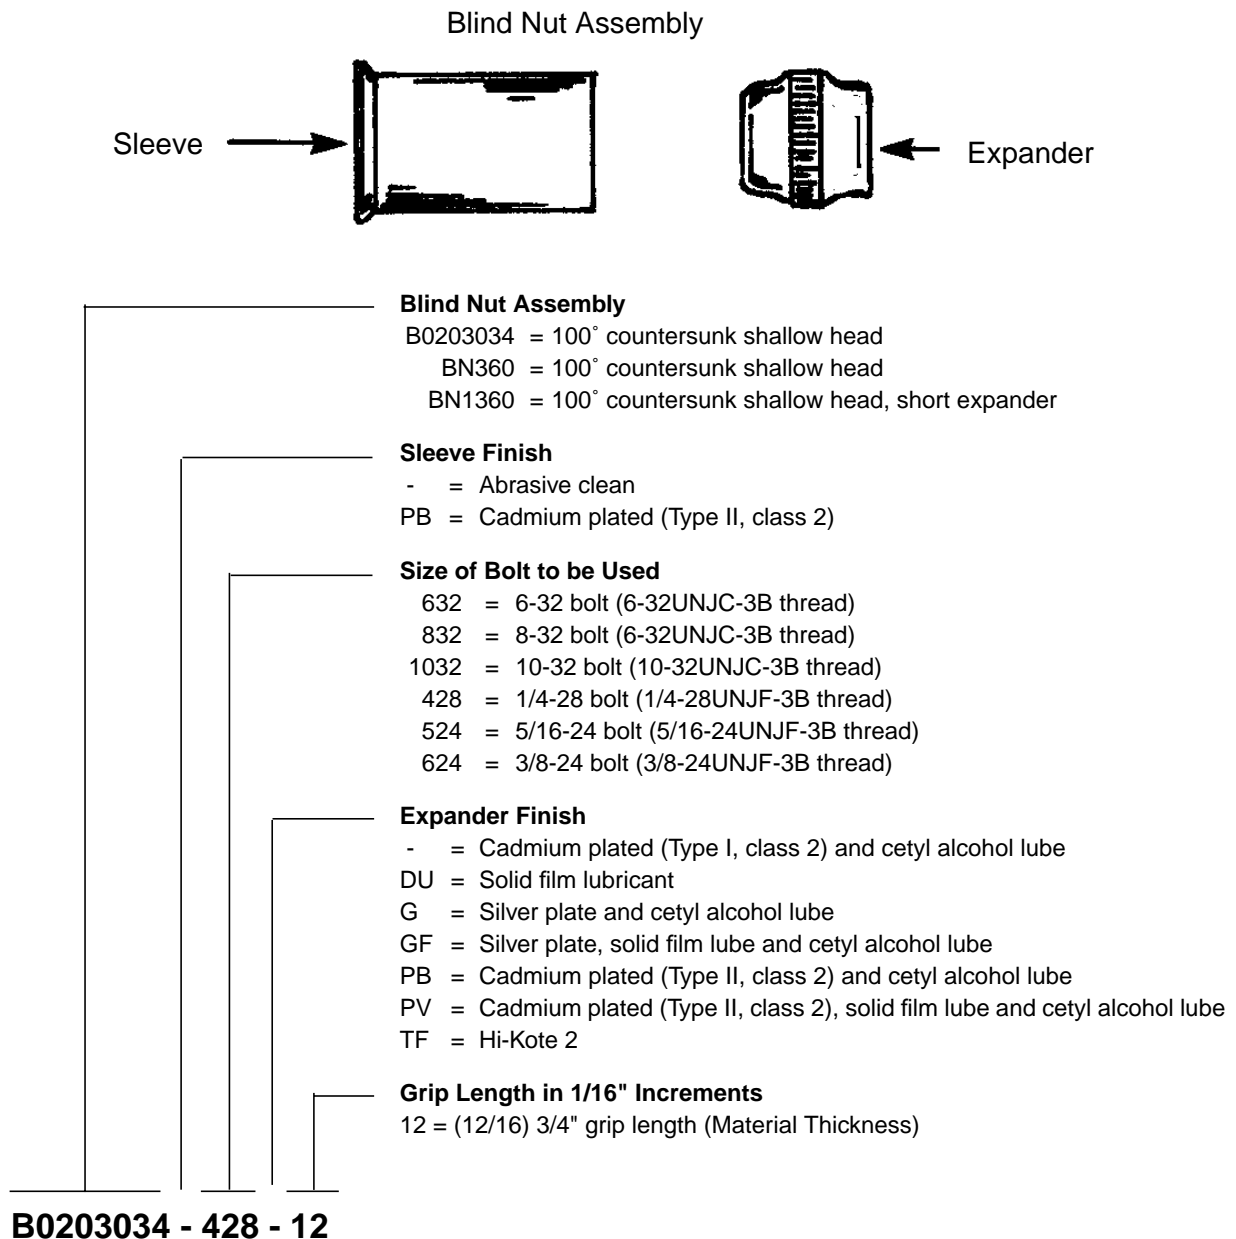 Blind Nut Assembly
Sleeve
Expander
Blind Nut Assembly
B0203034 = 100˚ countersunk shallow head
BN360 = 100˚ countersunk shallow head
BN1360 = 100˚ countersunk shallow head, short expander
Sleeve Finish
- = Abrasive clean
PB = Cadmium plated (Type II, class 2)
Size of Bolt to be Used
632 = 6-32 bolt (6-32UNJC-3B thread)
832 = 8-32 bolt (6-32UNJC-3B thread)
1032 = 10-32 bolt (10-32UNJC-3B thread)
428 = 1/4-28 bolt (1/4-28UNJF-3B thread)
524 = 5/16-24 bolt (5/16-24UNJF-3B thread)
624 = 3/8-24 bolt (3/8-24UNJF-3B thread)
Expander Finish
- = Cadmium plated (Type I, class 2) and cetyl alcohol lube
DU = Solid film lubricant
G = Silver plate and cetyl alcohol lube
GF = Silver plate, solid film lube and cetyl alcohol lube
PB = Cadmium plated (Type II, class 2) and cetyl alcohol lube
PV = Cadmium plated (Type II, class 2), solid film lube and cetyl alcohol lube
TF = Hi-Kote 2
Grip Length in 1/16" Increments
12 = (12/16) 3/4" grip length (Material Thickness)
B0203034 - 428 - 12